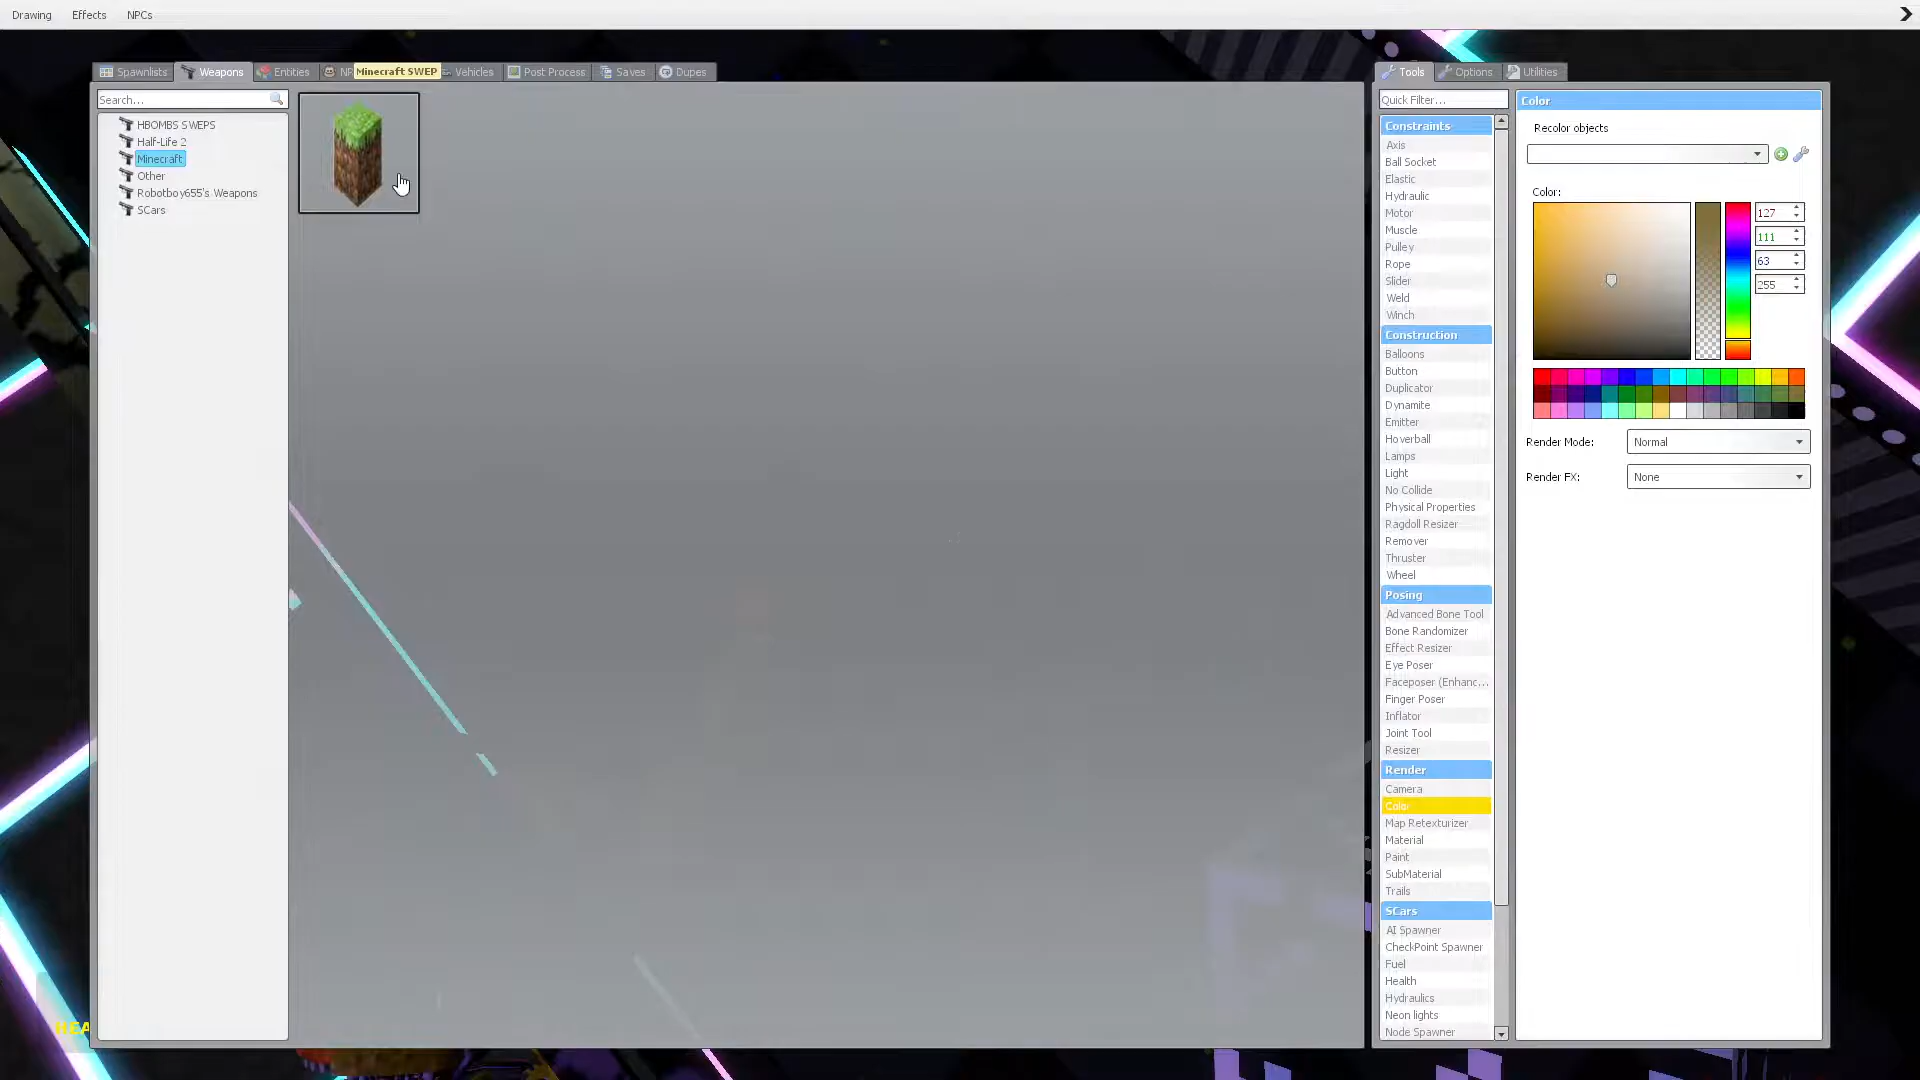 Drawing Effects NPCs
Spawnlists Weapons Entities NP Minecraft SWEP Vehicles Post Process Saves Dupes
Search...
HBOMBS SWEPS
Half-Life 2
Minecraft
Other
Robotboy655's Weapons
SCars
Tools Options Utilities
Quick Filter...
Constraints
Axis
Ball Socket
Elastic
Hydraulic
Motor
Muscle
Pulley
Rope
Slider
Weld
Winch
Construction
Balloons
Button
Duplicator
Dynamite
Emitter
Hoverball
Lamps
Light
No Collide
Physical Properties
Ragdoll Resizer
Remover
Thruster
Wheel
Posing
Advanced Bone Tool
Bone Randomizer
Effect Resizer
Eye Poser
Faceposer (Enhanc...
Finger Poser
Inflator
Joint Tool
Resizer
Render
Camera
Color
Map Retexturizer
Material
Paint
SubMaterial
Trails
SCars
AI Spawner
CheckPoint Spawner
Fuel
Health
Hydraulics
Neon lights
Node Spawner
Color
Recolor objects
Color:
127
111
63
255
Render Mode: Normal
Render FX: None
HEA